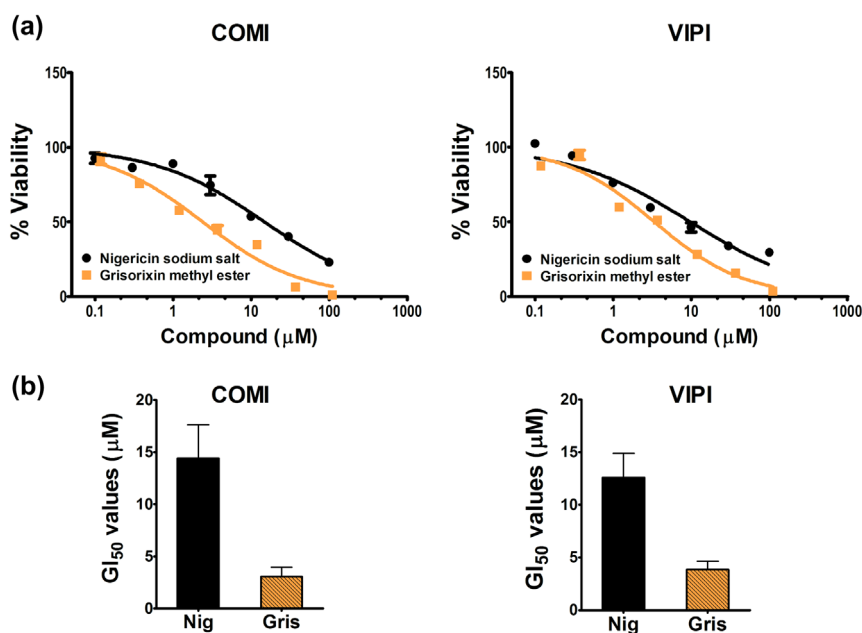 (a)
COMI
% Viability
150
100
50
0
Nigericin sodium salt
Grisorixin methyl ester
0.1 1 10 100 1000
Compound (μM)
VIPI
% Viability
150
100
50
0
Nigericin sodium salt
Grisorixin methyl ester
0.1 1 10 100 1000
Compound (μM)
(b)
COMI
GI50 values (μM)
20
15
10
5
0
Nig Gris
VIPI
GI50 values (μM)
20
15
10
5
0
Nig Gris